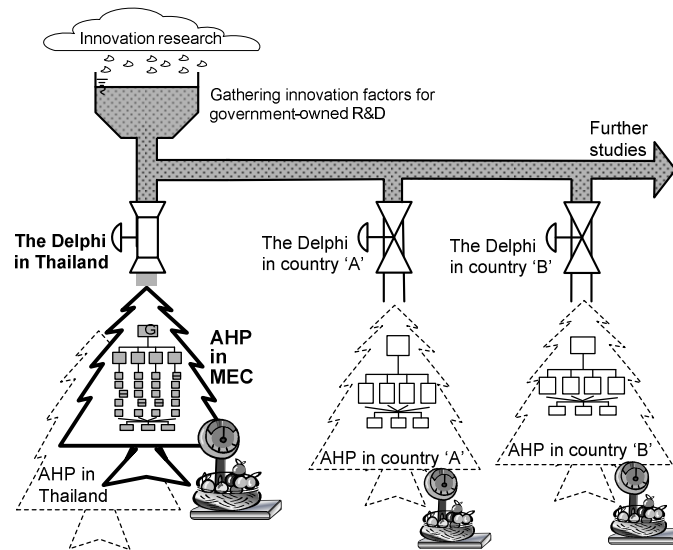 Innovation research
Gathering innovation factors for
government-owned R&D
Further
studies
The Delphi
in Thailand
The Delphi
in country ‘A’
The Delphi
in country ‘B’
G
AHP
in
MEC
AHP in
Thailand
AHP in country ‘A’
AHP in country ‘B’